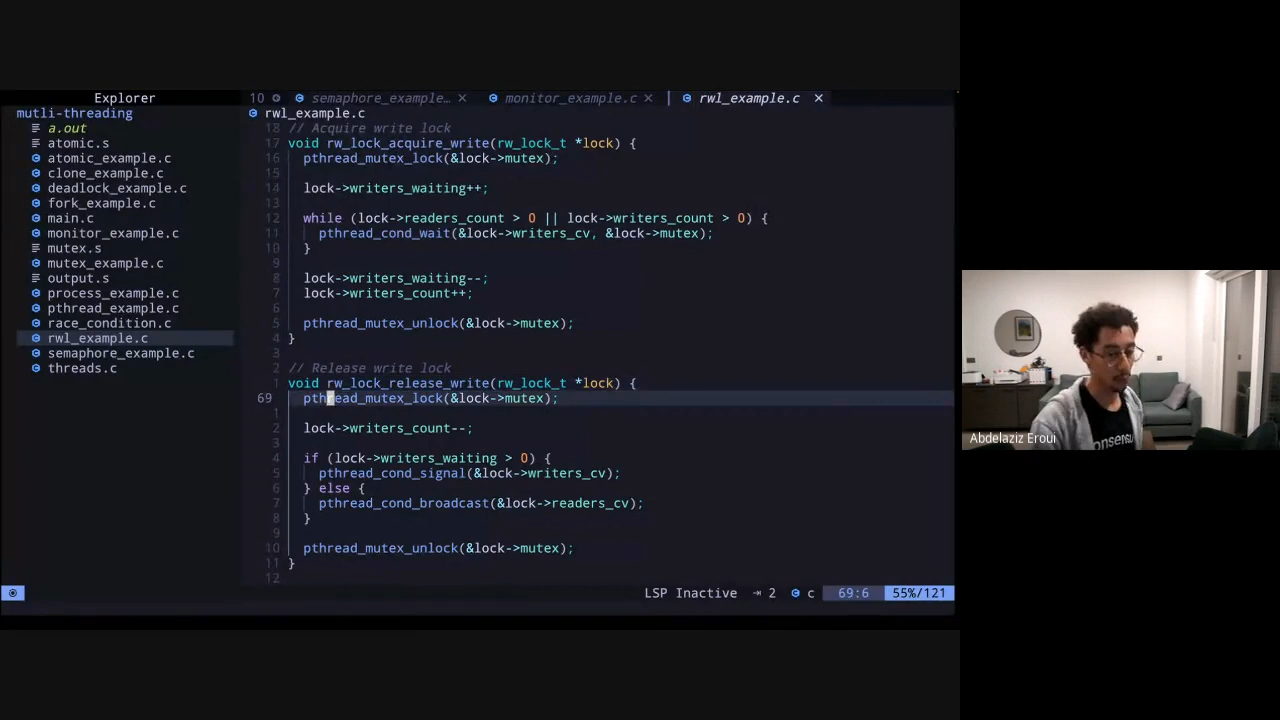 Explorer
mutli-threading
a.out
atomic.s
atomic_example.c
clone_example.c
deadlock_example.c
fork_example.c
main.c
monitor_example.c
mutex.s
mutex_example.c
output.s
process_example.c
pthread_example.c
race_condition.c
rwl_example.c
semaphore_example.c
threads.c
10 semaphore_example… × monitor_example.c × rwl_example.c ×
rwl_example.c
18 // Acquire write lock
17 void rw_lock_acquire_write(rw_lock_t *lock) {
16 pthread_mutex_lock(&lock->mutex);
15
14 lock->writers_waiting++;
13
12 while (lock->readers_count > 0 || lock->writers_count > 0) {
11 pthread_cond_wait(&lock->writers_cv, &lock->mutex);
10 }
9
8 lock->writers_waiting--;
7 lock->writers_count++;
6
5 pthread_mutex_unlock(&lock->mutex);
4 }
3
2 // Release write lock
1 void rw_lock_release_write(rw_lock_t *lock) {
69 pthread_mutex_lock(&lock->mutex);
1
2 lock->writers_count--;
3
4 if (lock->writers_waiting > 0) {
5 pthread_cond_signal(&lock->writers_cv);
6 } else {
7 pthread_cond_broadcast(&lock->readers_cv);
8 }
9
10 pthread_mutex_unlock(&lock->mutex);
11 }
12
LSP Inactive ⇥ 2 c 69:6 55%/121
Abdelaziz Eroui